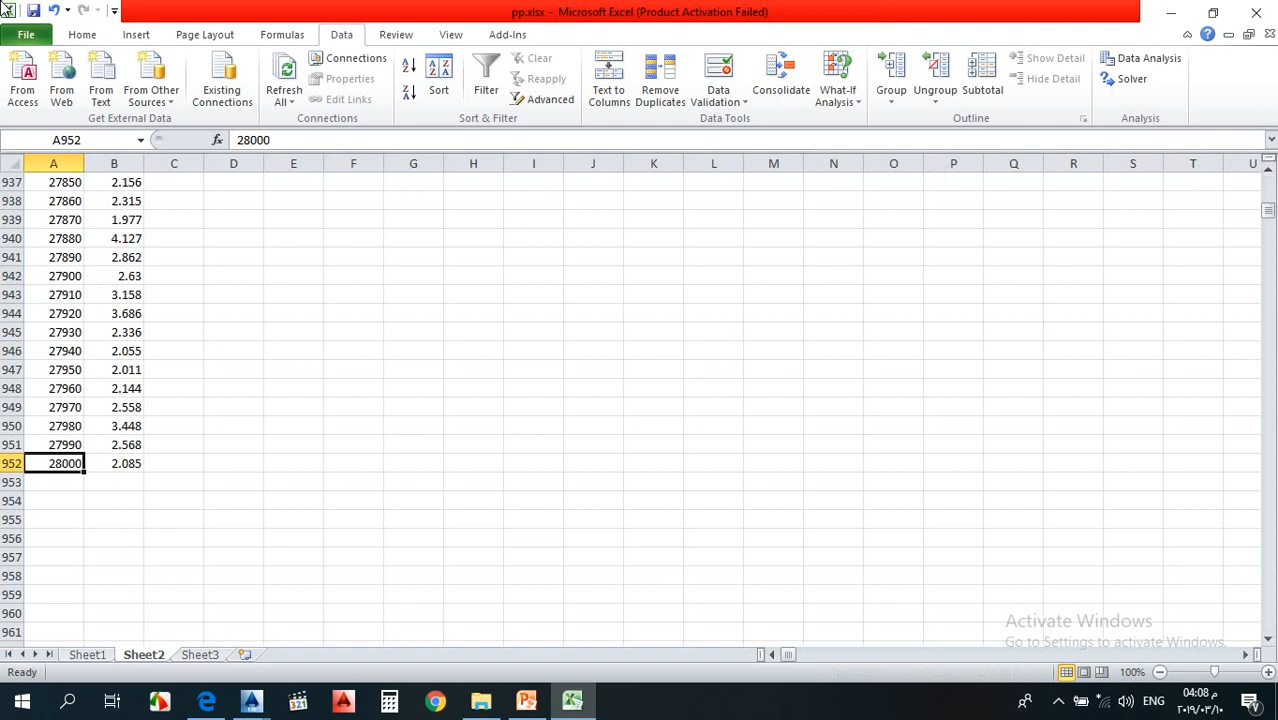 pp.xlsx - Microsoft Excel (Product Activation Failed)
File Home Insert Page Layout Formulas Data Review View Add-Ins
From Access
From Web
From Text
From Other Sources
Get External Data
Existing Connections
Refresh All
Connections
Properties
Edit Links
Connections
Sort
Filter
Clear
Reapply
Advanced
Sort & Filter
Text to Columns
Remove Duplicates
Data Validation
Consolidate
What-If Analysis
Data Tools
Group
Ungroup
Subtotal
Show Detail
Hide Detail
Outline
Data Analysis
Solver
Analysis
A952 fx 28000
A B C D E F G H I J K L M N O P Q R S T U
937 27850 2.156
938 27860 2.315
939 27870 1.977
940 27880 4.127
941 27890 2.862
942 27900 2.63
943 27910 3.158
944 27920 3.686
945 27930 2.336
946 27940 2.055
947 27950 2.011
948 27960 2.144
949 27970 2.558
950 27980 3.448
951 27990 2.568
952 28000 2.085
953
954
955
956
957
958
959
960
961
Activate Windows
Go to Settings to activate Windows.
Sheet1 Sheet2 Sheet3
Ready 100%
321
ENG
04:08 م
٢٠١٩/٠٣/١٠